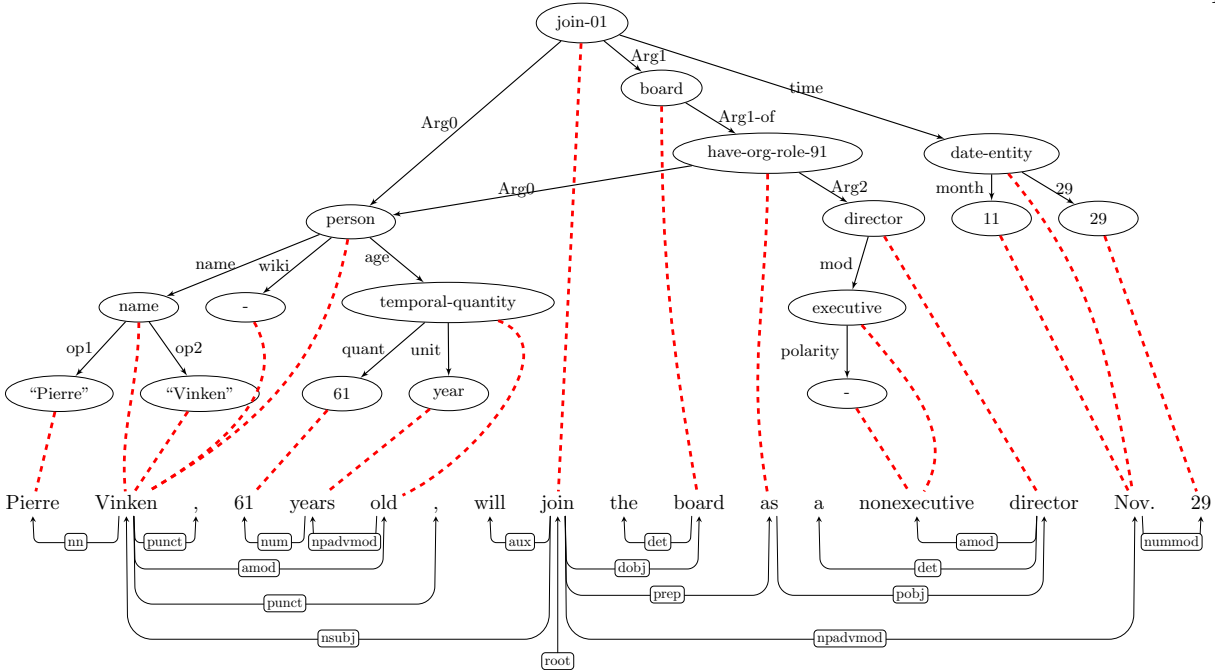 join-01
Arg1
board
time
Arg0
Arg1-of
have-org-role-91
date-entity
Arg0
Arg2
month
29
person
director
11
29
name
wiki
age
mod
name
-
temporal-quantity
executive
op1
op2
quant
unit
polarity
"Pierre"
"Vinken"
61
year
-
Pierre Vinken , 61 years old , will join the board as a nonexecutive director Nov. 29
nn punct num npadvmod aux det amod nummod
amod dobj det
punct prep pobj
nsubj npadvmod
root